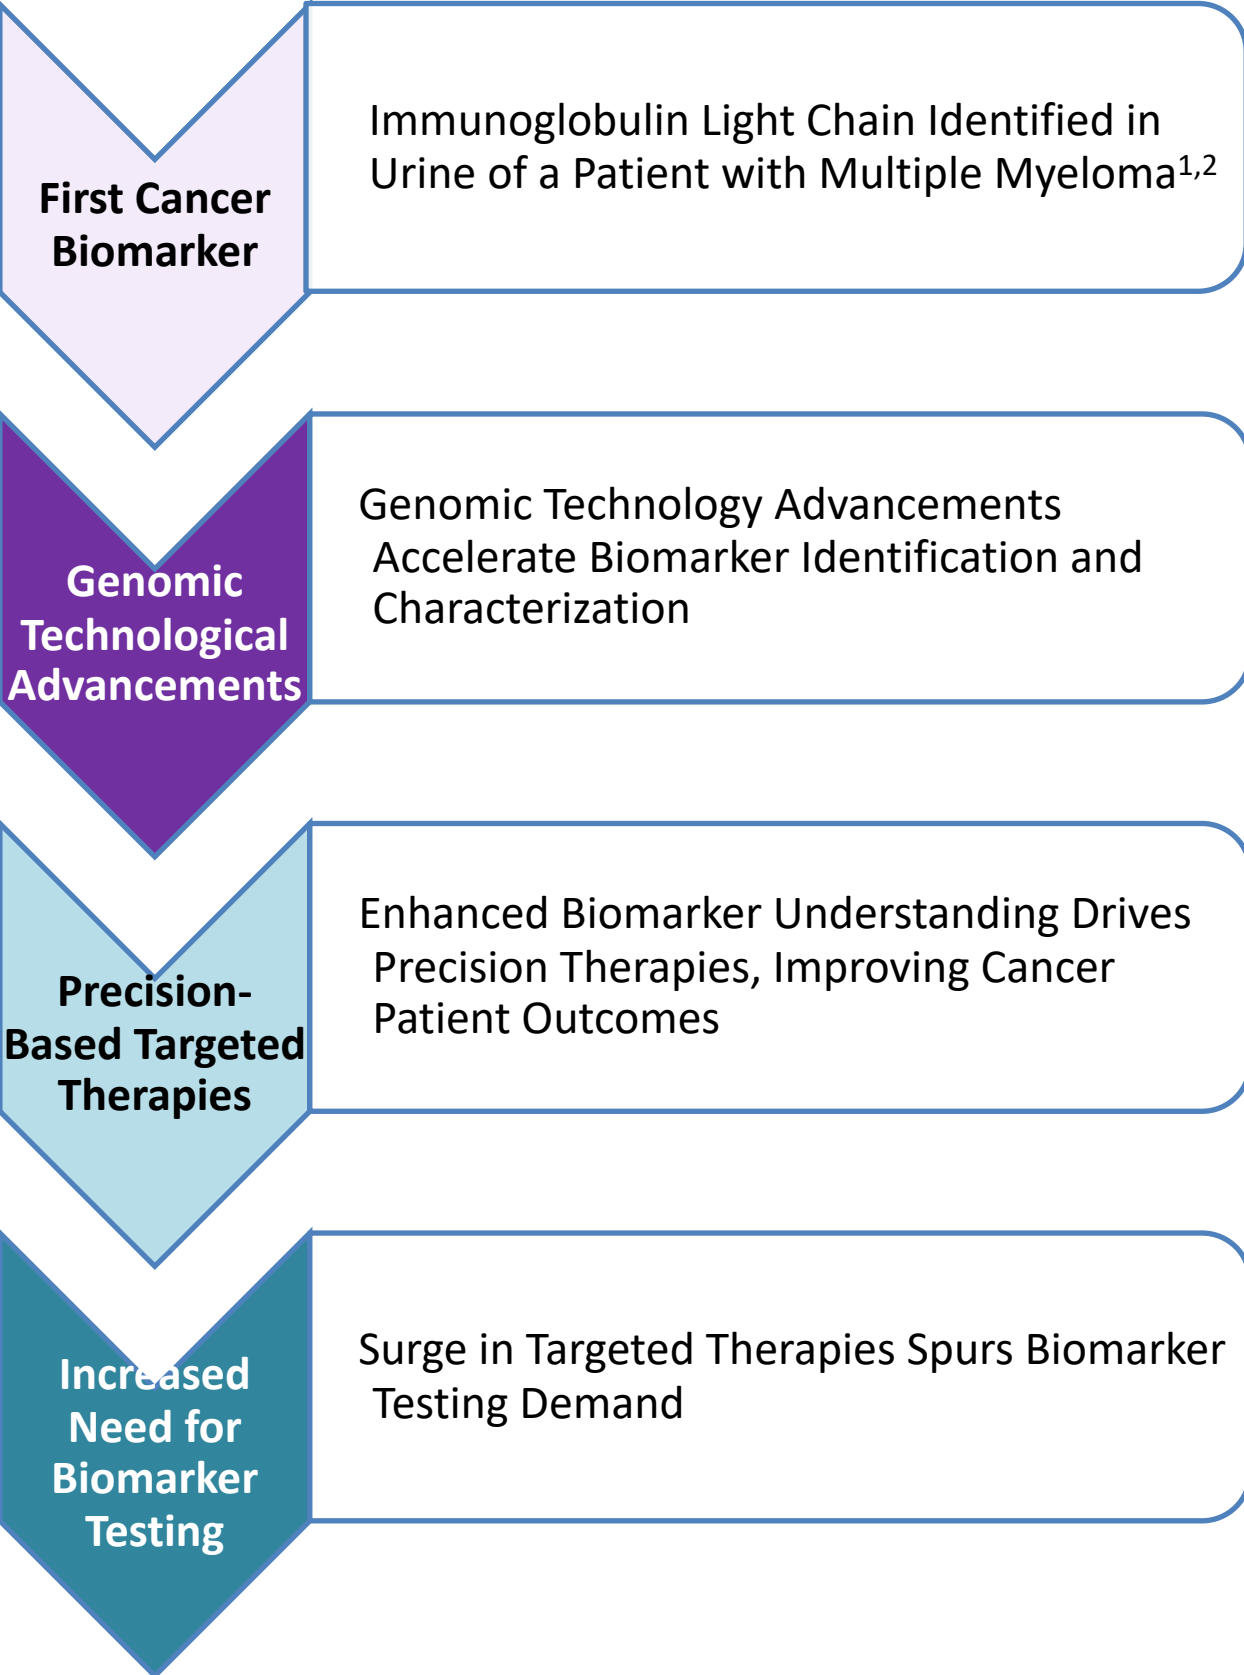 First Cancer
Biomarker
Immunoglobulin Light Chain Identified in
Urine of a Patient with Multiple Myeloma1,2
Genomic
Technological
Advancements
Genomic Technology Advancements
Accelerate Biomarker Identification and
Characterization
Precision-
Based Targeted
Therapies
Enhanced Biomarker Understanding Drives
Precision Therapies, Improving Cancer
Patient Outcomes
Increased
Need for
Biomarker
Testing
Surge in Targeted Therapies Spurs Biomarker
Testing Demand